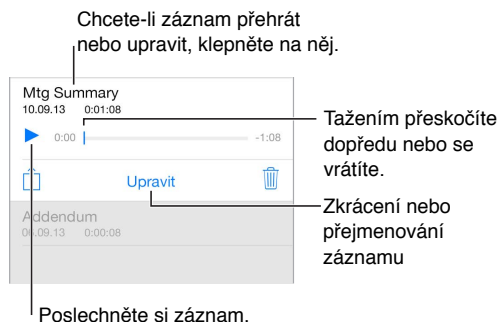 Chcete-li záznam přehrát
nebo upravit, klepněte na něj.
Mtg Summary
10.09.13 0:01:08
0:00 -1:08
Tažením přeskočíte
dopředu nebo se
vrátíte.
Upravit
Zkrácení nebo
přejmenování
záznamu
Addendum
06.09.13 0:00:08
Poslechněte si záznam.